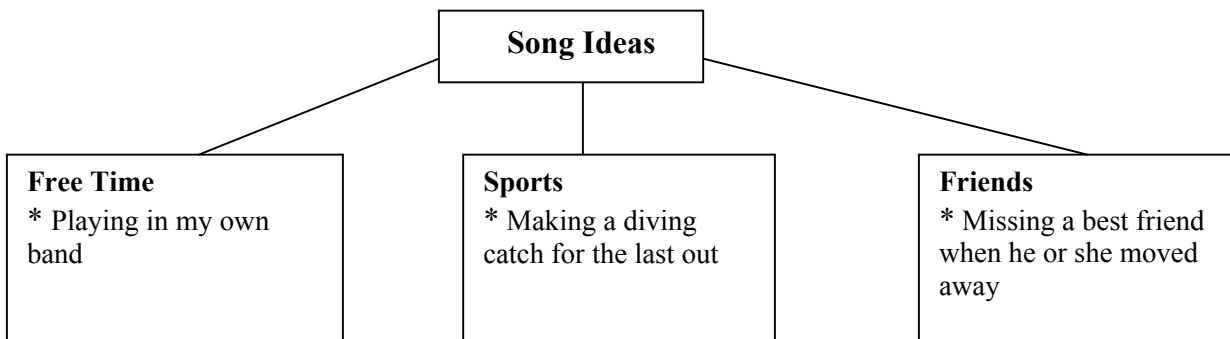 Song Ideas
Free Time
* Playing in my own
band
Sports
* Making a diving
catch for the last out
Friends
* Missing a best friend
when he or she moved
away